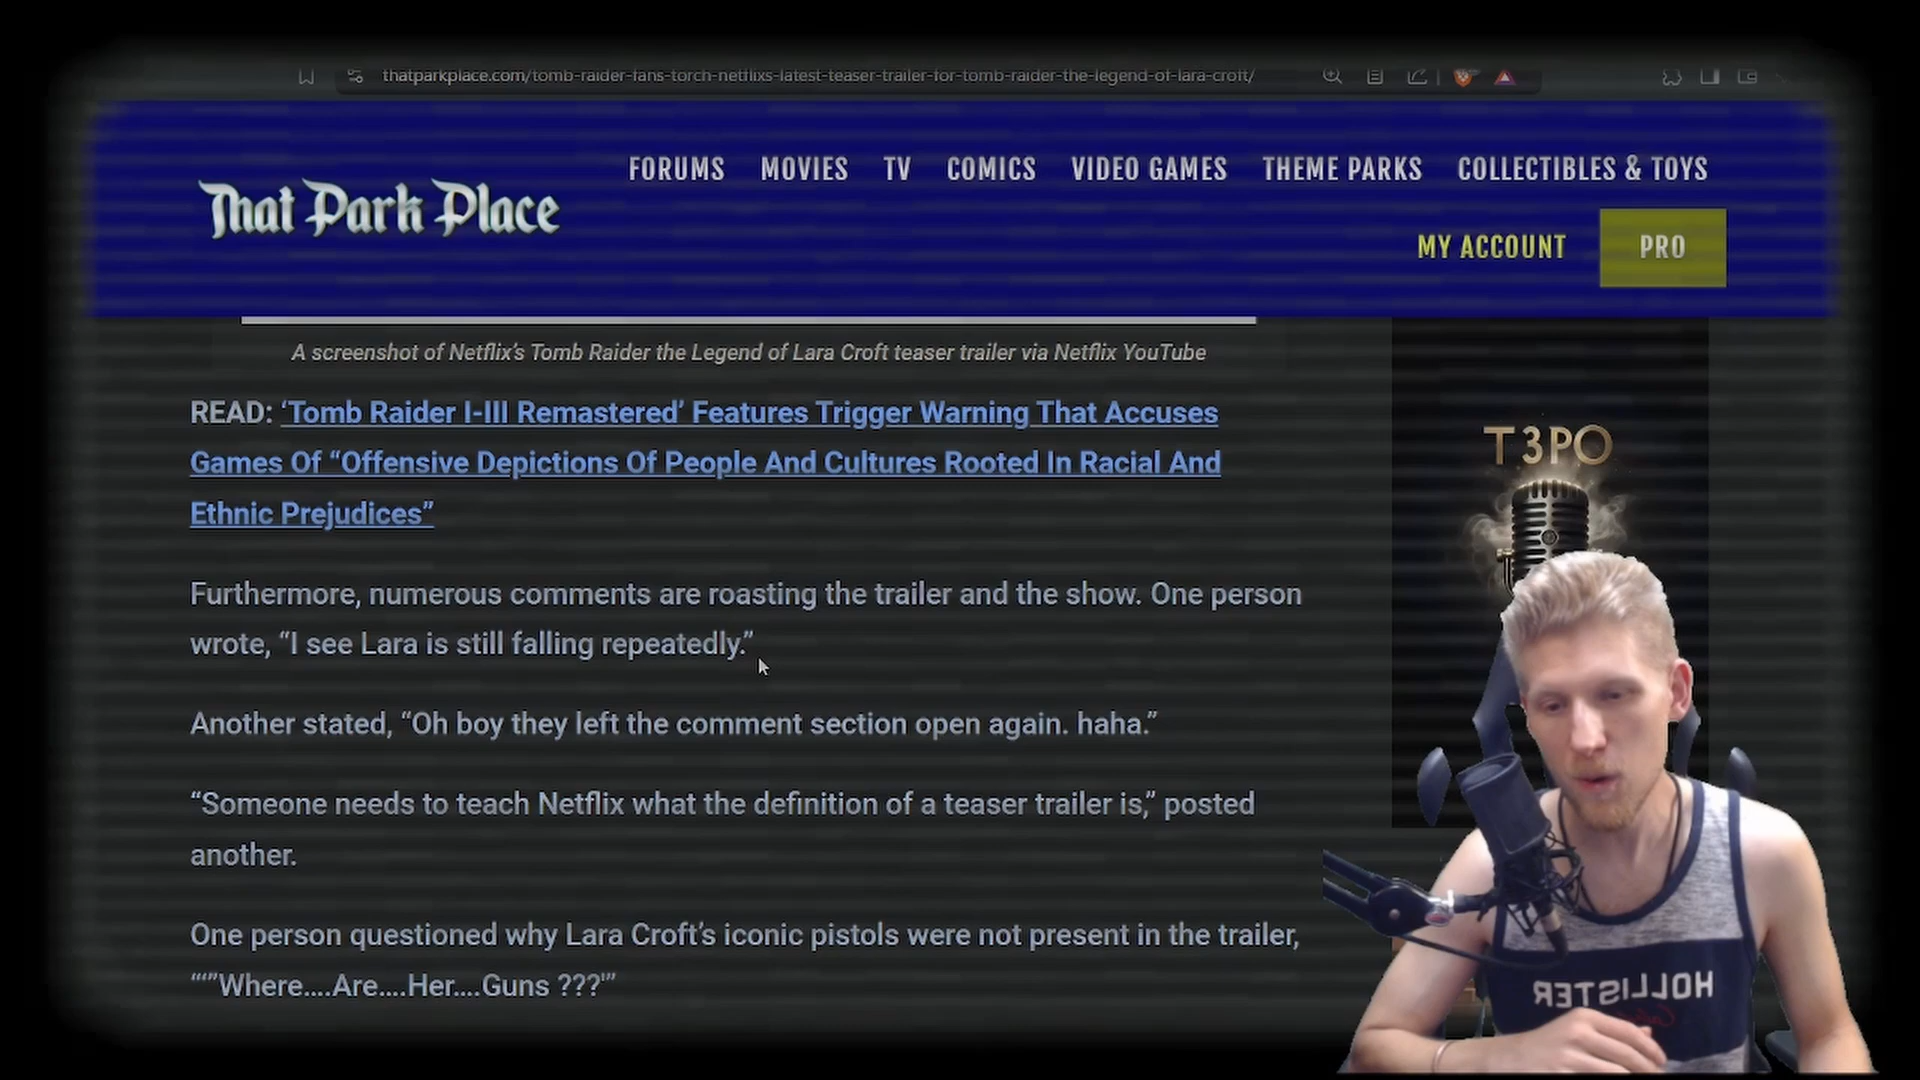 thatparkplace.com/tomb-raider-fans-torch-netflixs-latest-teaser-trailer-for-tomb-raider-the-legend-of-lara-croft/
FORUMS MOVIES TV COMICS VIDEO GAMES THEME PARKS COLLECTIBLES & TOYS
That Park Place
MY ACCOUNT PRO
A screenshot of Netflix’s Tomb Raider the Legend of Lara Croft teaser trailer via Netflix YouTube
READ: ‘Tomb Raider I-III Remastered’ Features Trigger Warning That Accuses
Games Of “Offensive Depictions Of People And Cultures Rooted In Racial And
Ethnic Prejudices”
T3PO
Furthermore, numerous comments are roasting the trailer and the show. One person
wrote, “I see Lara is still falling repeatedly.”
Another stated, “Oh boy they left the comment section open again. haha.”
“Someone needs to teach Netflix what the definition of a teaser trailer is,” posted
another.
One person questioned why Lara Croft’s iconic pistols were not present in the trailer,
“‘”Where….Are….Her….Guns ???'”
HOLLISTER